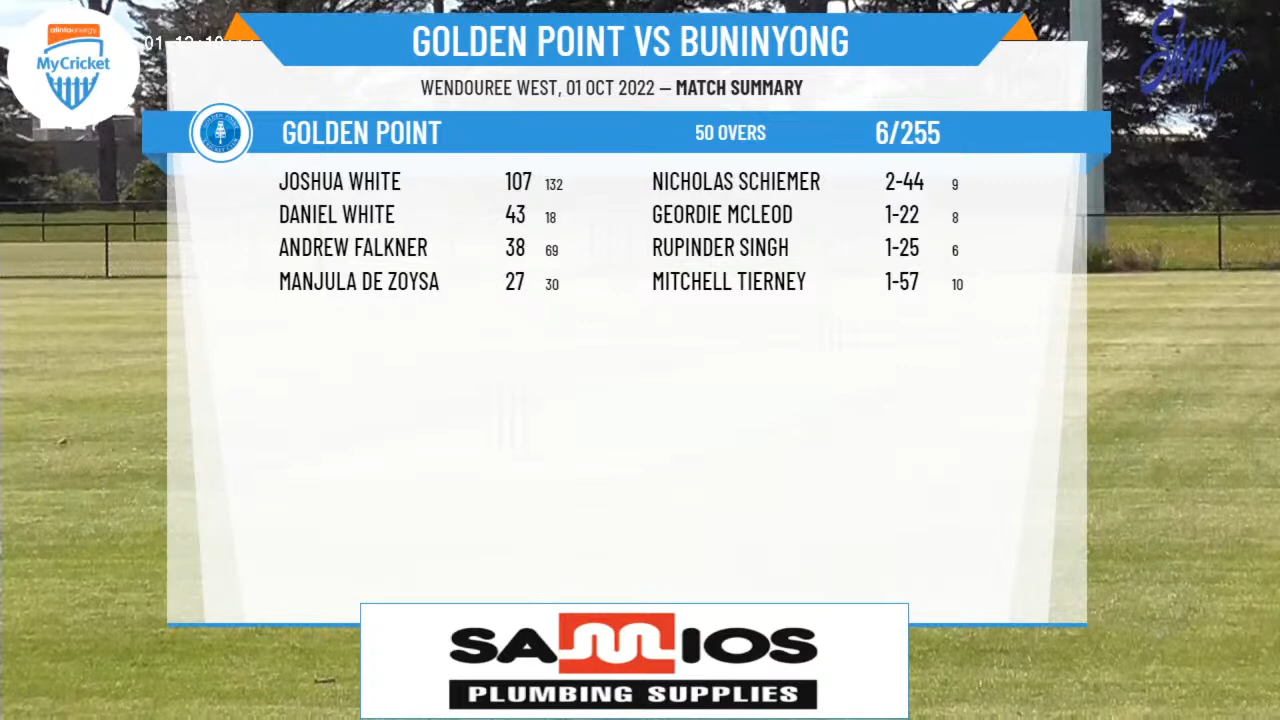 alintaenergy
MyCricket
GOLDEN POINT VS BUNINYONG
WENDOUREE WEST, 01 OCT 2022 – MATCH SUMMARY
GOLDEN POINT 50 OVERS 6/255
JOSHUA WHITE 107 132 NICHOLAS SCHIEMER 2-44 9
DANIEL WHITE 43 18 GEORDIE MCLEOD 1-22 8
ANDREW FALKNER 38 69 RUPINDER SINGH 1-25 6
MANJULA DE ZOYSA 27 30 MITCHELL TIERNEY 1-57 10
SAMIOS
PLUMBING SUPPLIES